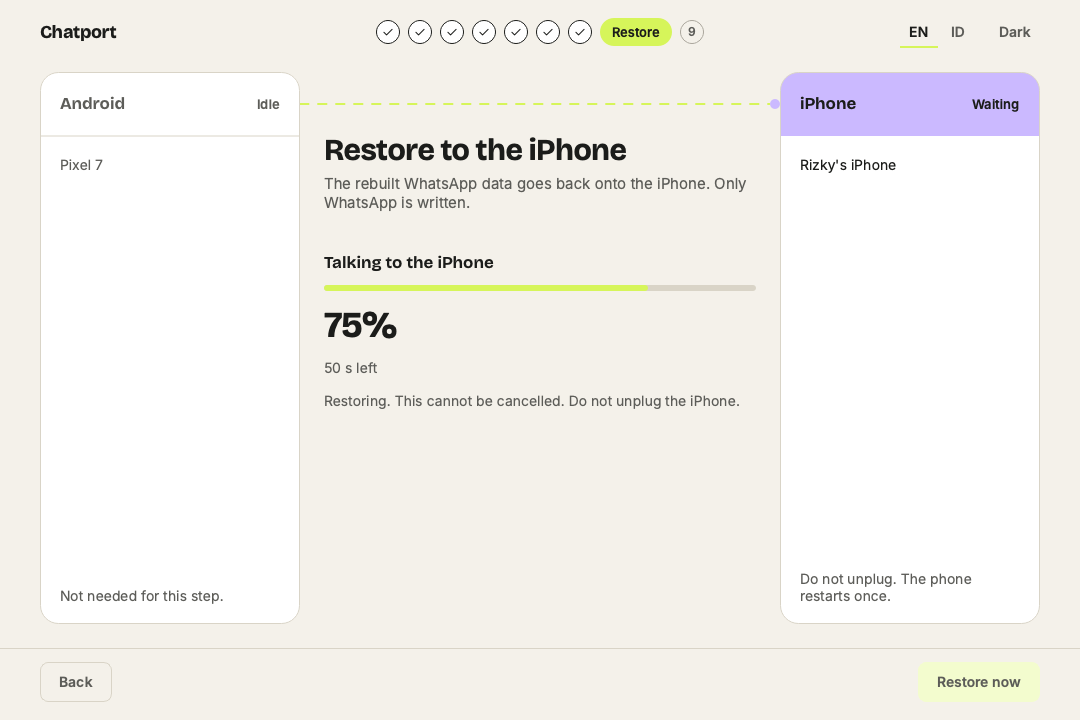 Chatport
Restore
9
EN
ID
Dark
Android
Idle
Pixel 7
Not needed for this step.
Restore to the iPhone
The rebuilt WhatsApp data goes back onto the iPhone. Only
WhatsApp is written.
Talking to the iPhone
75%
50 s left
Restoring. This cannot be cancelled. Do not unplug the iPhone.
iPhone
Waiting
Rizky's iPhone
Do not unplug. The phone
restarts once.
Back
Restore now